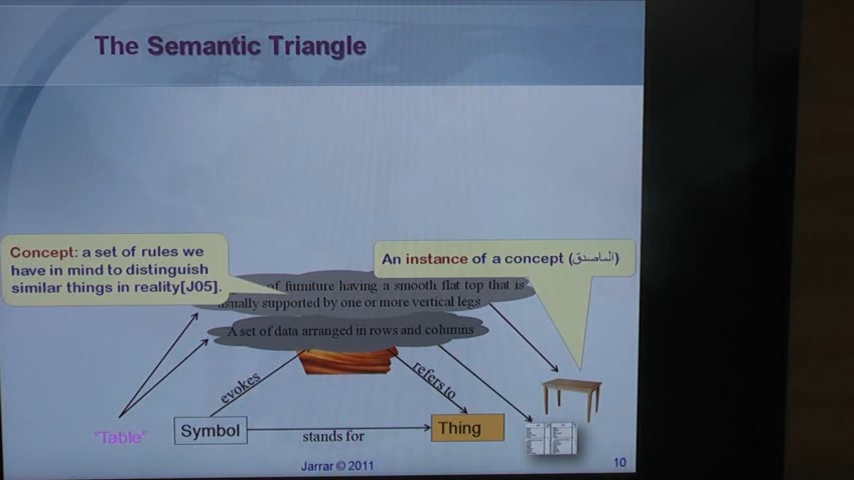 The Semantic Triangle
Concept: a set of rules we
have in mind to distinguish
similar things in reality[J05].
An instance of a concept (الماصدق)
of furniture having a smooth flat top that is
usually supported by one or more vertical legs
A set of data arranged in rows and columns
evokes
refers to
"Table"
Symbol
stands for
Thing
Jarrar © 2011
10